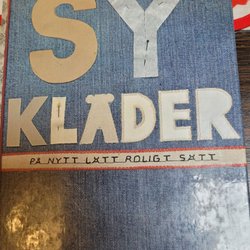 SY
KLÄDER
PÅ NYTT LÄTT ROLIGT SÄTT